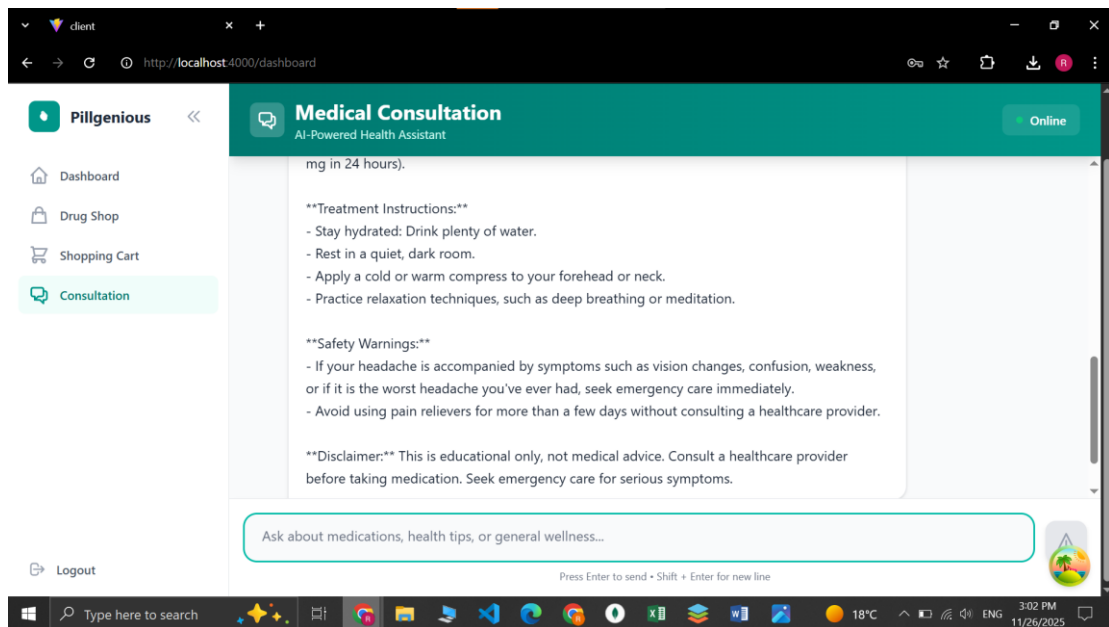 client
http://localhost:4000/dashboard
R
Pillgenious
Medical Consultation
AI-Powered Health Assistant
Online
Dashboard
Drug Shop
Shopping Cart
Consultation
Logout
mg in 24 hours).
**Treatment Instructions:**
- Stay hydrated: Drink plenty of water.
- Rest in a quiet, dark room.
- Apply a cold or warm compress to your forehead or neck.
- Practice relaxation techniques, such as deep breathing or meditation.
**Safety Warnings:**
- If your headache is accompanied by symptoms such as vision changes, confusion, weakness,
or if it is the worst headache you've ever had, seek emergency care immediately.
- Avoid using pain relievers for more than a few days without consulting a healthcare provider.
**Disclaimer:** This is educational only, not medical advice. Consult a healthcare provider
before taking medication. Seek emergency care for serious symptoms.
Ask about medications, health tips, or general wellness...
Press Enter to send • Shift + Enter for new line
Type here to search
18°C
ENG
3:02 PM
11/26/2025